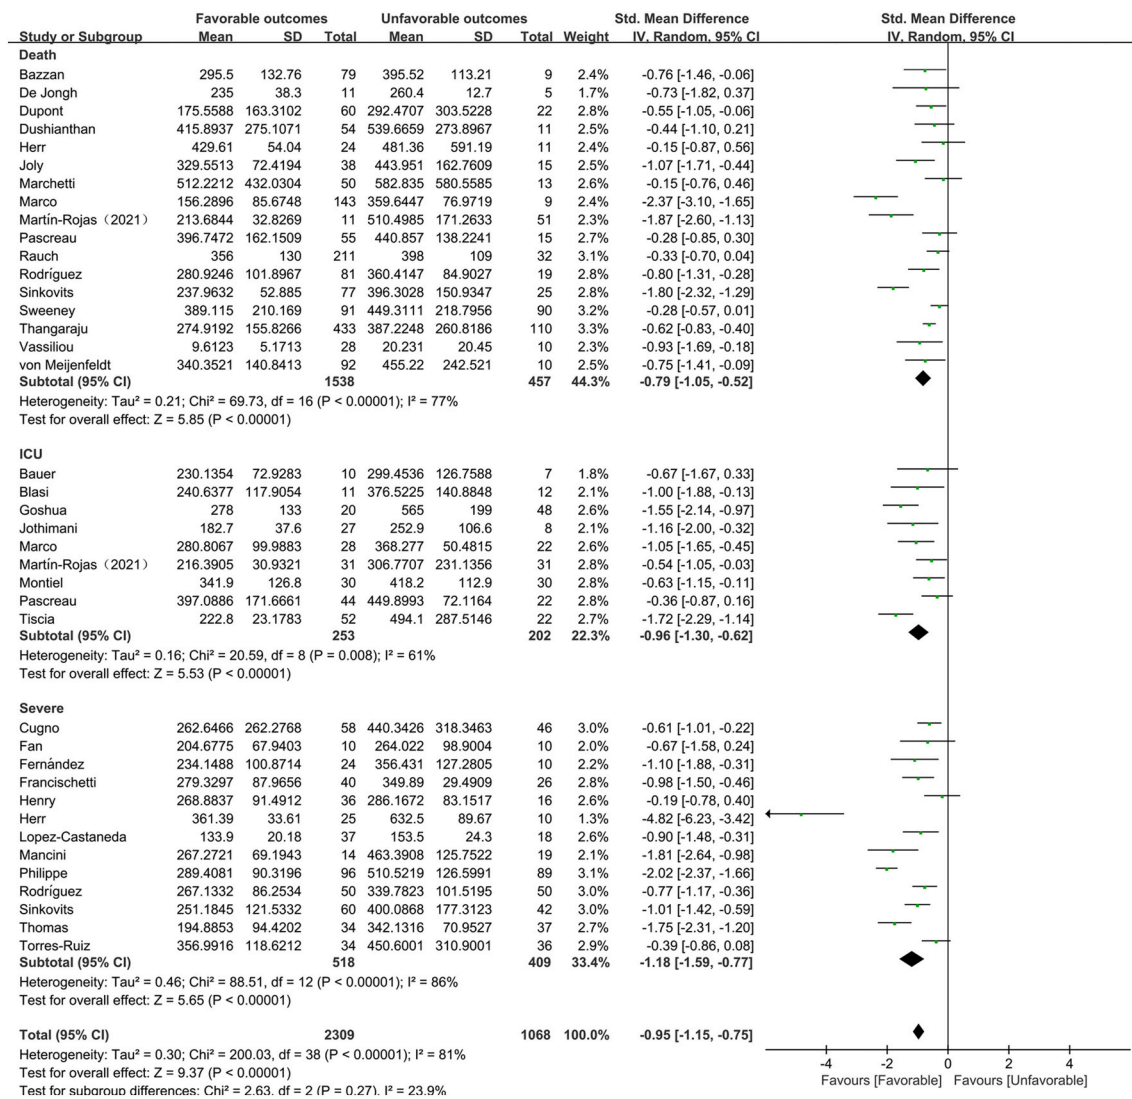 Favorable outcomes Unfavorable outcomes Std. Mean Difference Std. Mean Difference
Study or Subgroup Mean SD Total Mean SD Total Weight IV, Random, 95% CI IV, Random, 95% CI
Death
Bazzan 295.5 132.76 79 395.52 113.21 9 2.4% -0.76 [-1.46, -0.06]
De Jongh 235 38.3 11 260.4 12.7 5 1.7% -0.73 [-1.82, 0.37]
Dupont 175.5588 163.3102 60 292.4707 303.5228 22 2.8% -0.55 [-1.05, -0.06]
Dushianthan 415.8937 275.1071 54 539.6659 273.8967 11 2.5% -0.44 [-1.10, 0.21]
Herr 429.61 54.04 24 481.36 591.19 11 2.4% -0.15 [-0.87, 0.56]
Joly 329.5513 72.4194 38 443.951 162.7609 15 2.5% -1.07 [-1.71, -0.44]
Marchetti 512.2212 432.0304 50 582.835 580.5585 13 2.6% -0.15 [-0.76, 0.46]
Marco 156.2896 85.6748 143 359.6447 76.9719 9 2.4% -2.37 [-3.10, -1.65]
Martín-Rojas（2021） 213.6844 32.8269 11 510.4985 171.2633 51 2.3% -1.87 [-2.60, -1.13]
Pascreau 396.7472 162.1509 55 440.857 138.2241 15 2.7% -0.28 [-0.85, 0.30]
Rauch 356 130 211 398 109 32 3.1% -0.33 [-0.70, 0.04]
Rodríguez 280.9246 101.8967 81 360.4147 84.9027 19 2.8% -0.80 [-1.31, -0.28]
Sinkovits 237.9632 52.885 77 396.3028 150.9347 25 2.8% -1.80 [-2.32, -1.29]
Sweeney 389.115 210.169 91 449.3111 218.7956 90 3.2% -0.28 [-0.57, 0.01]
Thangaraju 274.9192 155.8266 433 387.2248 260.8186 110 3.3% -0.62 [-0.83, -0.40]
Vassiliou 9.6123 5.1713 28 20.231 20.45 10 2.3% -0.93 [-1.69, -0.18]
von Meijenfeldt 340.3521 140.8413 92 455.22 242.521 10 2.5% -0.75 [-1.41, -0.09]
Subtotal (95% CI) 1538 457 44.3% -0.79 [-1.05, -0.52]
Heterogeneity: Tau² = 0.21; Chi² = 69.73, df = 16 (P < 0.00001); I² = 77%
Test for overall effect: Z = 5.85 (P < 0.00001)
ICU
Bauer 230.1354 72.9283 10 299.4536 126.7588 7 1.8% -0.67 [-1.67, 0.33]
Blasi 240.6377 117.9054 11 376.5225 140.8848 12 2.1% -1.00 [-1.88, -0.13]
Goshua 278 133 20 565 199 48 2.6% -1.55 [-2.14, -0.97]
Jothimani 182.7 37.6 27 252.9 106.6 8 2.1% -1.16 [-2.00, -0.32]
Marco 280.8067 99.9883 28 368.277 50.4815 22 2.6% -1.05 [-1.65, -0.45]
Martín-Rojas（2021） 216.3905 30.9321 31 306.7707 231.1356 31 2.8% -0.54 [-1.05, -0.03]
Montiel 341.9 126.8 30 418.2 112.9 30 2.8% -0.63 [-1.15, -0.11]
Pascreau 397.0886 171.6661 44 449.8993 72.1164 22 2.8% -0.36 [-0.87, 0.16]
Tiscia 222.8 23.1783 52 494.1 287.5146 22 2.7% -1.72 [-2.29, -1.14]
Subtotal (95% CI) 253 202 22.3% -0.96 [-1.30, -0.62]
Heterogeneity: Tau² = 0.16; Chi² = 20.59, df = 8 (P = 0.008); I² = 61%
Test for overall effect: Z = 5.53 (P < 0.00001)
Severe
Cugno 262.6466 262.2768 58 440.3426 318.3463 46 3.0% -0.61 [-1.01, -0.22]
Fan 204.6775 67.9403 10 264.022 98.9004 10 2.0% -0.67 [-1.58, 0.24]
Fernández 234.1488 100.8714 24 356.431 127.2805 10 2.2% -1.10 [-1.88, -0.31]
Francischetti 279.3297 87.9656 40 349.89 29.4909 26 2.8% -0.98 [-1.50, -0.46]
Henry 268.8837 91.4912 36 286.1672 83.1517 16 2.6% -0.19 [-0.78, 0.40]
Herr 361.39 33.61 25 632.5 89.67 10 1.3% -4.82 [-6.23, -3.42]
Lopez-Castaneda 133.9 20.18 37 153.5 24.3 18 2.6% -0.90 [-1.48, -0.31]
Mancini 267.2721 69.1943 14 463.3908 125.7522 19 2.1% -1.81 [-2.64, -0.98]
Philippe 289.4081 90.3196 96 510.5219 126.5991 89 3.1% -2.02 [-2.37, -1.66]
Rodríguez 267.1332 86.2534 50 339.7823 101.5195 50 3.0% -0.77 [-1.17, -0.36]
Sinkovits 251.1845 121.5332 60 400.0868 177.3123 42 3.0% -1.01 [-1.42, -0.59]
Thomas 194.8853 94.4202 34 342.1316 70.9527 37 2.7% -1.75 [-2.31, -1.20]
Torres-Ruiz 356.9916 118.6212 34 450.6001 310.9001 36 2.9% -0.39 [-0.86, 0.08]
Subtotal (95% CI) 518 409 33.4% -1.18 [-1.59, -0.77]
Heterogeneity: Tau² = 0.46; Chi² = 88.51, df = 12 (P < 0.00001); I² = 86%
Test for overall effect: Z = 5.65 (P < 0.00001)
Total (95% CI) 2309 1068 100.0% -0.95 [-1.15, -0.75]
Heterogeneity: Tau² = 0.30; Chi² = 200.03, df = 38 (P < 0.00001); I² = 81%
Test for overall effect: Z = 9.37 (P < 0.00001)
Test for subgroup differences: Chi² = 2.63, df = 2 (P = 0.27), I² = 23.9%
-4 -2 0 2 4
Favours [Favorable] Favours [Unfavorable]